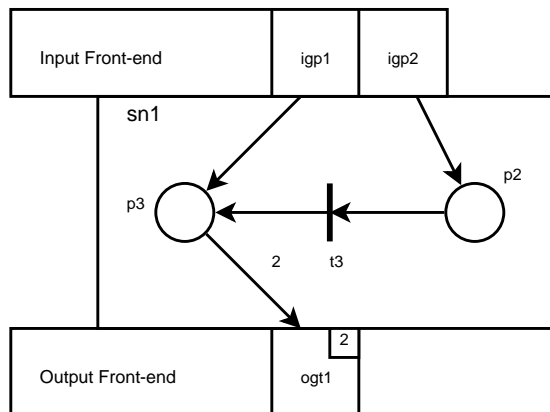 Input Front-end
igp1
igp2
sn1
p3
p2
2
t3
2
Output Front-end
ogt1